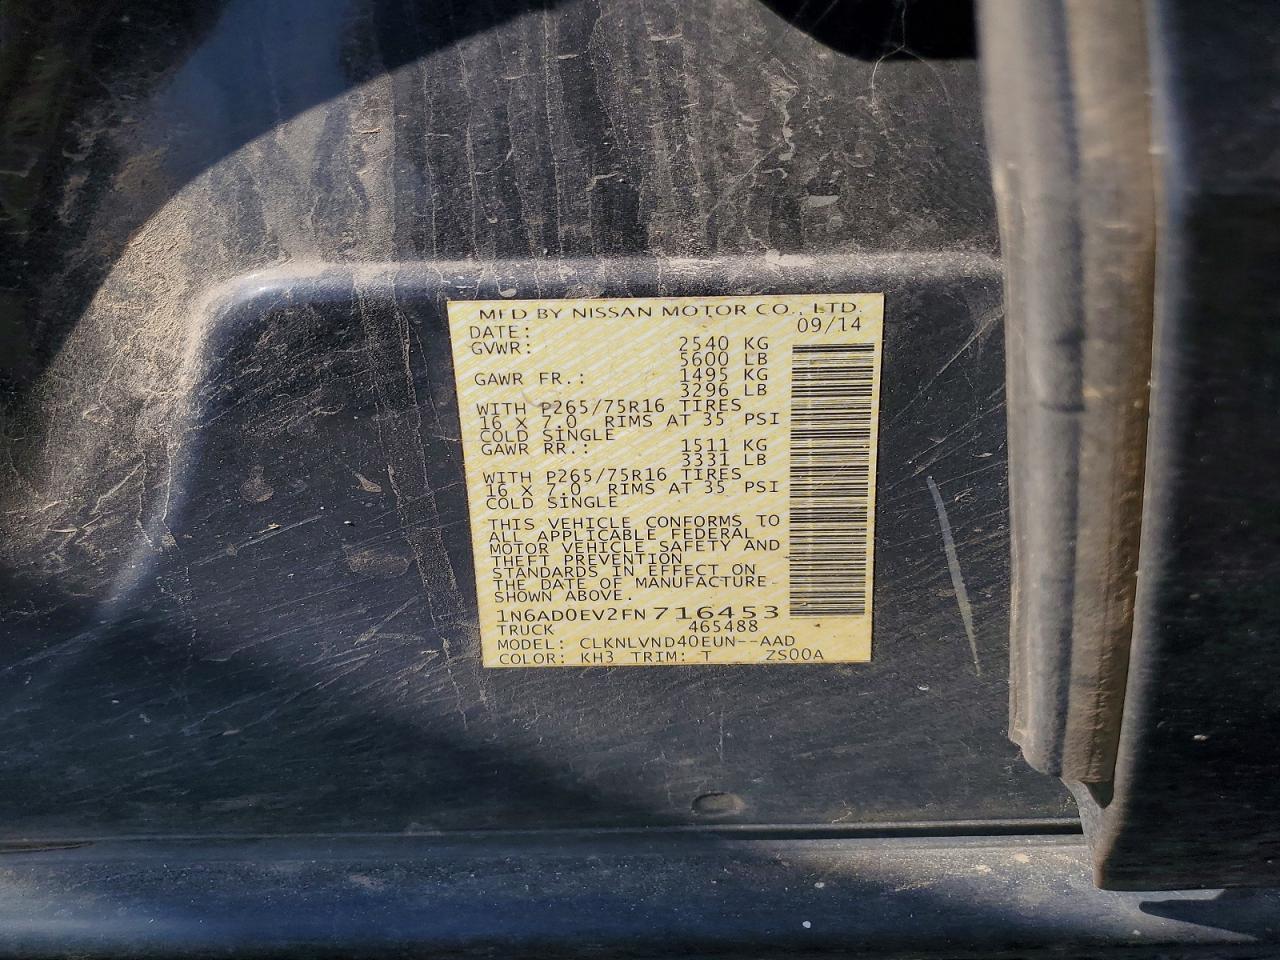 MFD BY NISSAN MOTOR CO., LTD.
DATE: 09/14
GVWR: 2540 KG
5600 LB
GAWR FR.: 1495 KG
3296 LB
WITH P265/75R16 TIRES
16 X 7.0 RIMS AT 35 PSI
COLD SINGLE
GAWR RR.: 1511 KG
3331 LB
WITH P265/75R16 TIRES
16 X 7.0 RIMS AT 35 PSI
COLD SINGLE
THIS VEHICLE CONFORMS TO
ALL APPLICABLE FEDERAL
MOTOR VEHICLE SAFETY AND
THEFT PREVENTION
STANDARDS IN EFFECT ON
THE DATE OF MANUFACTURE
SHOWN ABOVE.
1N6AD0EV2FN716453
TRUCK 465488
MODEL: CLKNLVND40EUN--AAD
COLOR: KH3 TRIM: T ZS00A